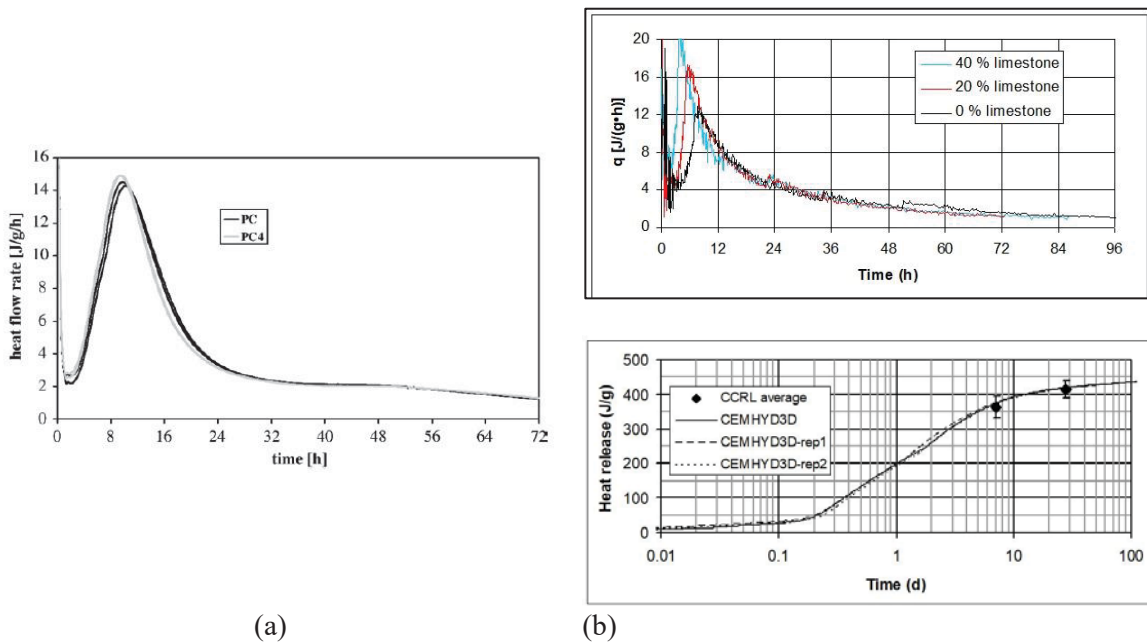 16
14
12
10
8
6
4
2
0
heat flow rate [J/g/h]
PC
PC4
0 8 16 24 32 40 48 56 64 72
time [h]
(a)
20
16
12
8
4
0
q [J/(g•h)]
40 % limestone
20 % limestone
0 % limestone
0 12 24 36 48 60 72 84 96
Time (h)
500
400
300
200
100
0
Heat release (J/g)
CCRL average
CEMHYD3D
CEMHYD3D-rep1
CEMHYD3D-rep2
0.01 0.1 1 10 100
Time (d)
(b)